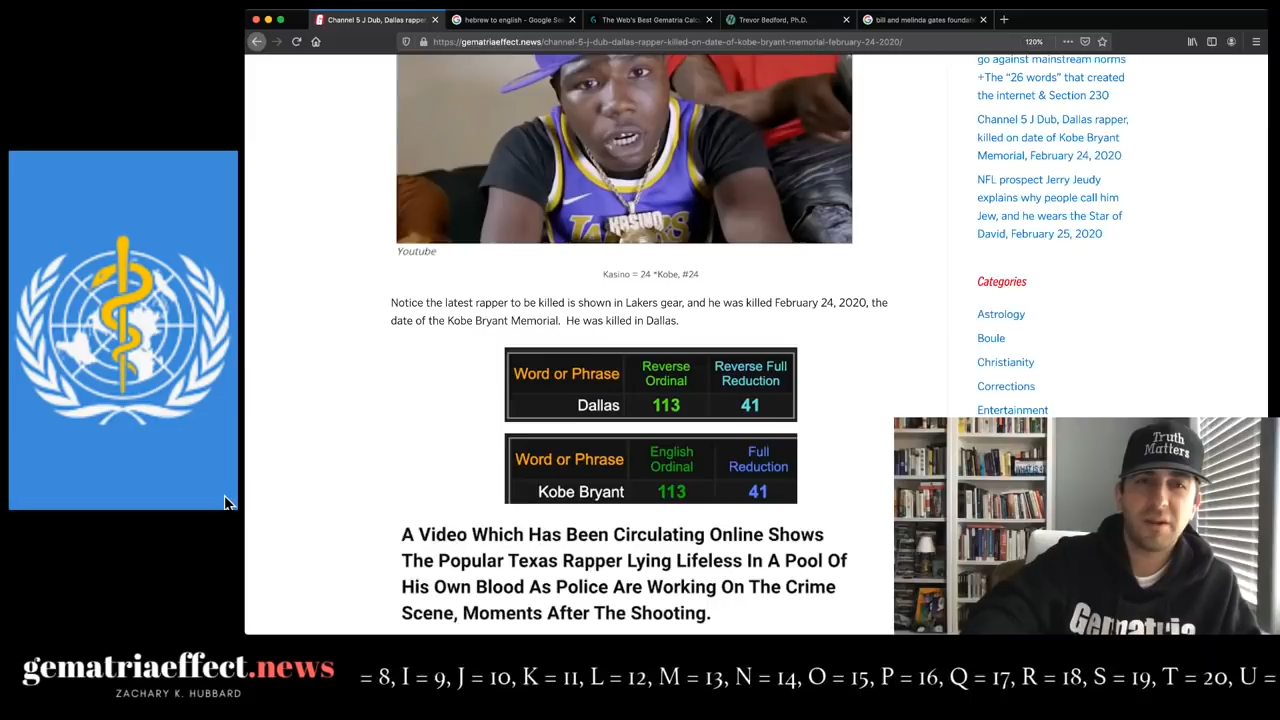 Channel 5 J Dub, Dallas rapper
hebrew to english - Google Se
The Web's Best Gematria Calc
Trevor Bedford, Ph.D.
bill and melinda gates foundat
https://gematriaeffect.news/channel-5-j-dub-dallas-rapper-killed-on-date-of-kobe-bryant-memorial-february-24-2020/
120%
go against mainstream norms
+The “26 words” that created
the internet & Section 230
Channel 5 J Dub, Dallas rapper,
killed on date of Kobe Bryant
Memorial, February 24, 2020
NFL prospect Jerry Jeudy
explains why people call him
Jew, and he wears the Star of
David, February 25, 2020
Categories
Astrology
Boule
Christianity
Corrections
Entertainment
KASINO
Youtube
Kasino = 24 *Kobe, #24
Notice the latest rapper to be killed is shown in Lakers gear, and he was killed February 24, 2020, the
date of the Kobe Bryant Memorial. He was killed in Dallas.
Word or Phrase Reverse Ordinal Reverse Full Reduction
Dallas 113 41
Word or Phrase English Ordinal Full Reduction
Kobe Bryant 113 41
A Video Which Has Been Circulating Online Shows
The Popular Texas Rapper Lying Lifeless In A Pool Of
His Own Blood As Police Are Working On The Crime
Scene, Moments After The Shooting.
Truth
Matters
Gematria
gematriaeffect.news
ZACHARY K. HUBBARD
= 8, I = 9, J = 10, K = 11, L = 12, M = 13, N = 14, O = 15, P = 16, Q = 17, R = 18, S = 19, T = 20, U =